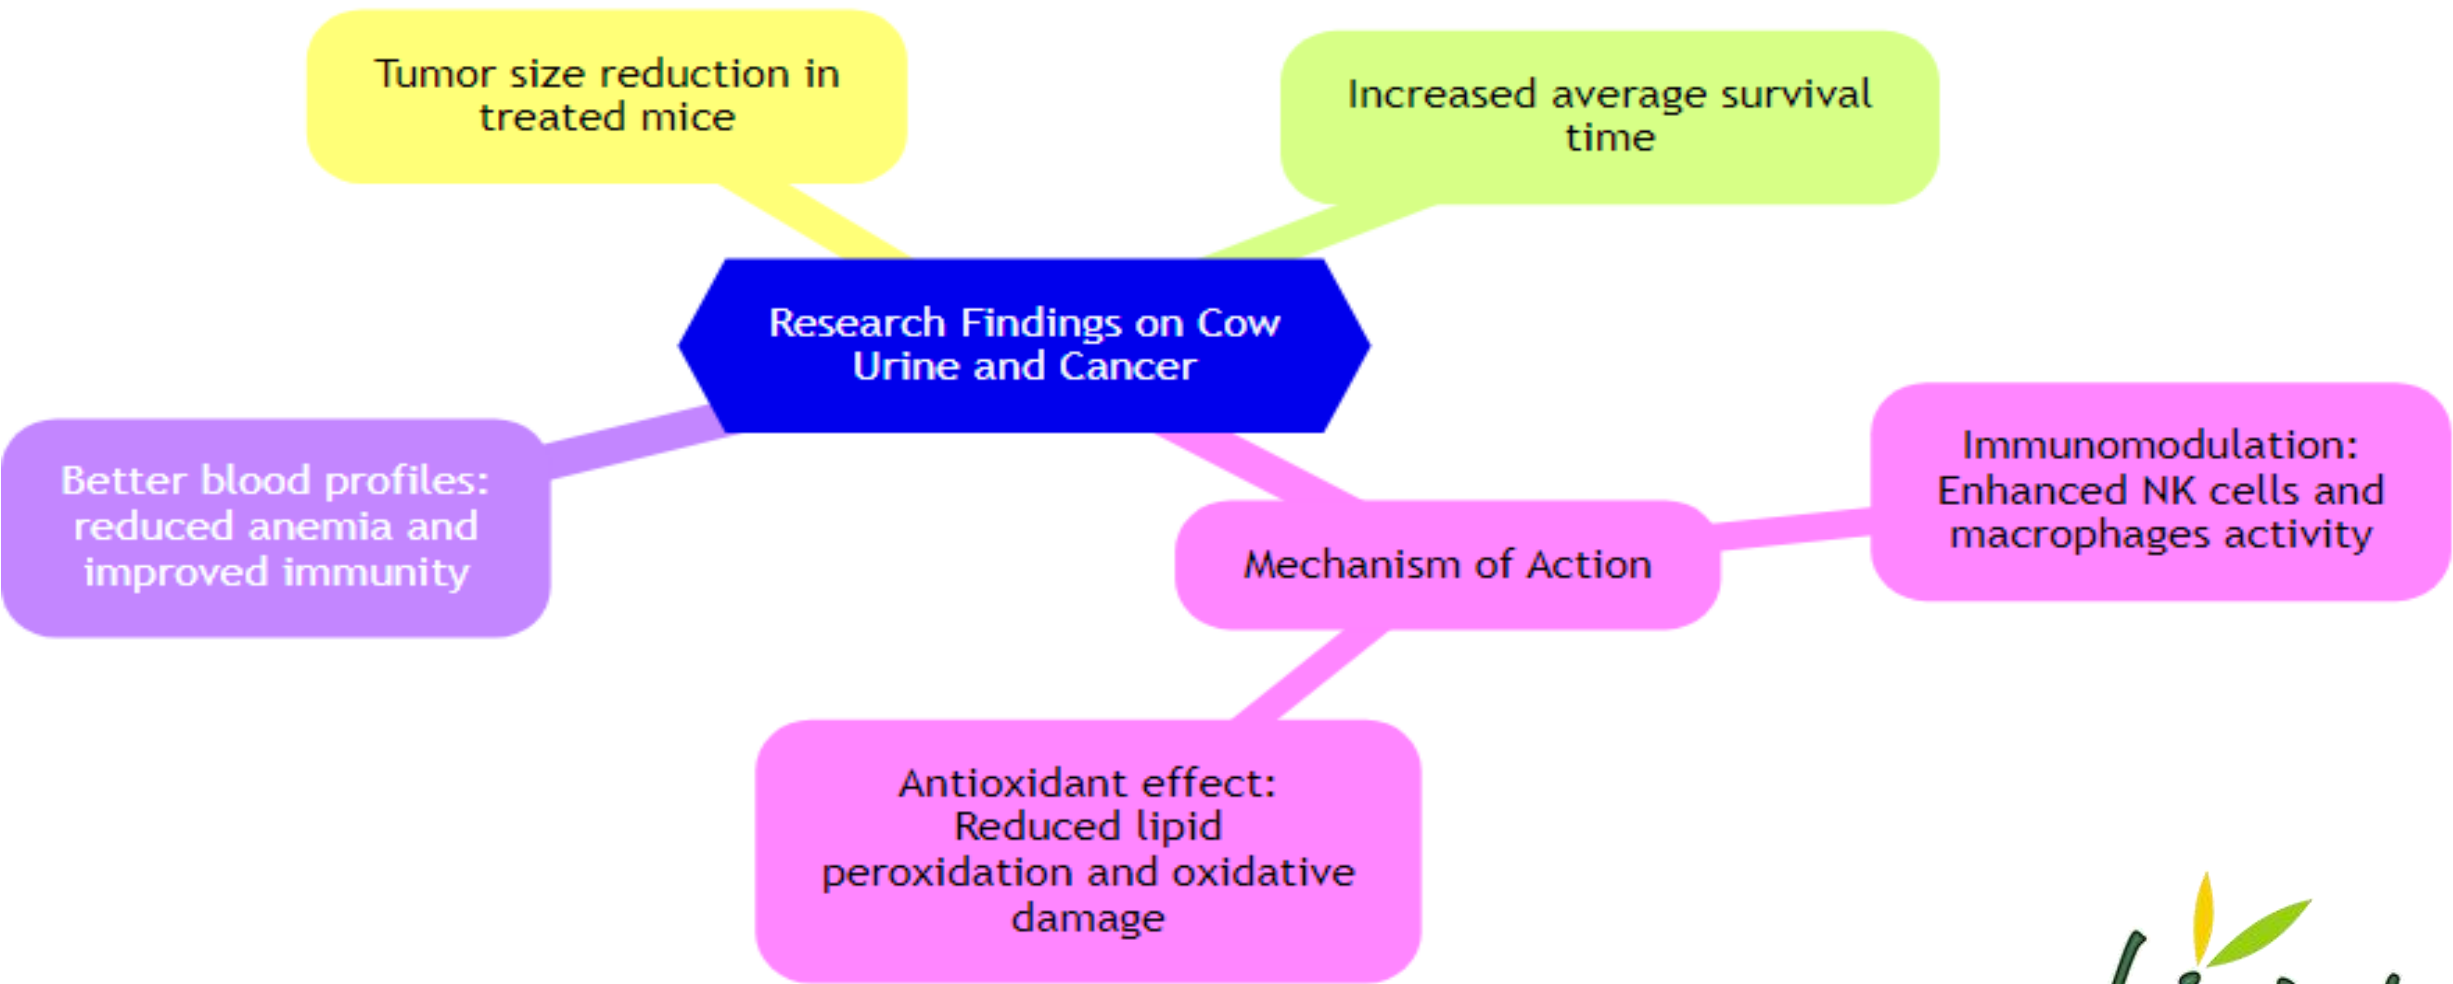 Tumor size reduction in
treated mice
Increased average survival
time
Research Findings on Cow
Urine and Cancer
Better blood profiles:
reduced anemia and
improved immunity
Mechanism of Action
Immunomodulation:
Enhanced NK cells and
macrophages activity
Antioxidant effect:
Reduced lipid
peroxidation and oxidative
damage